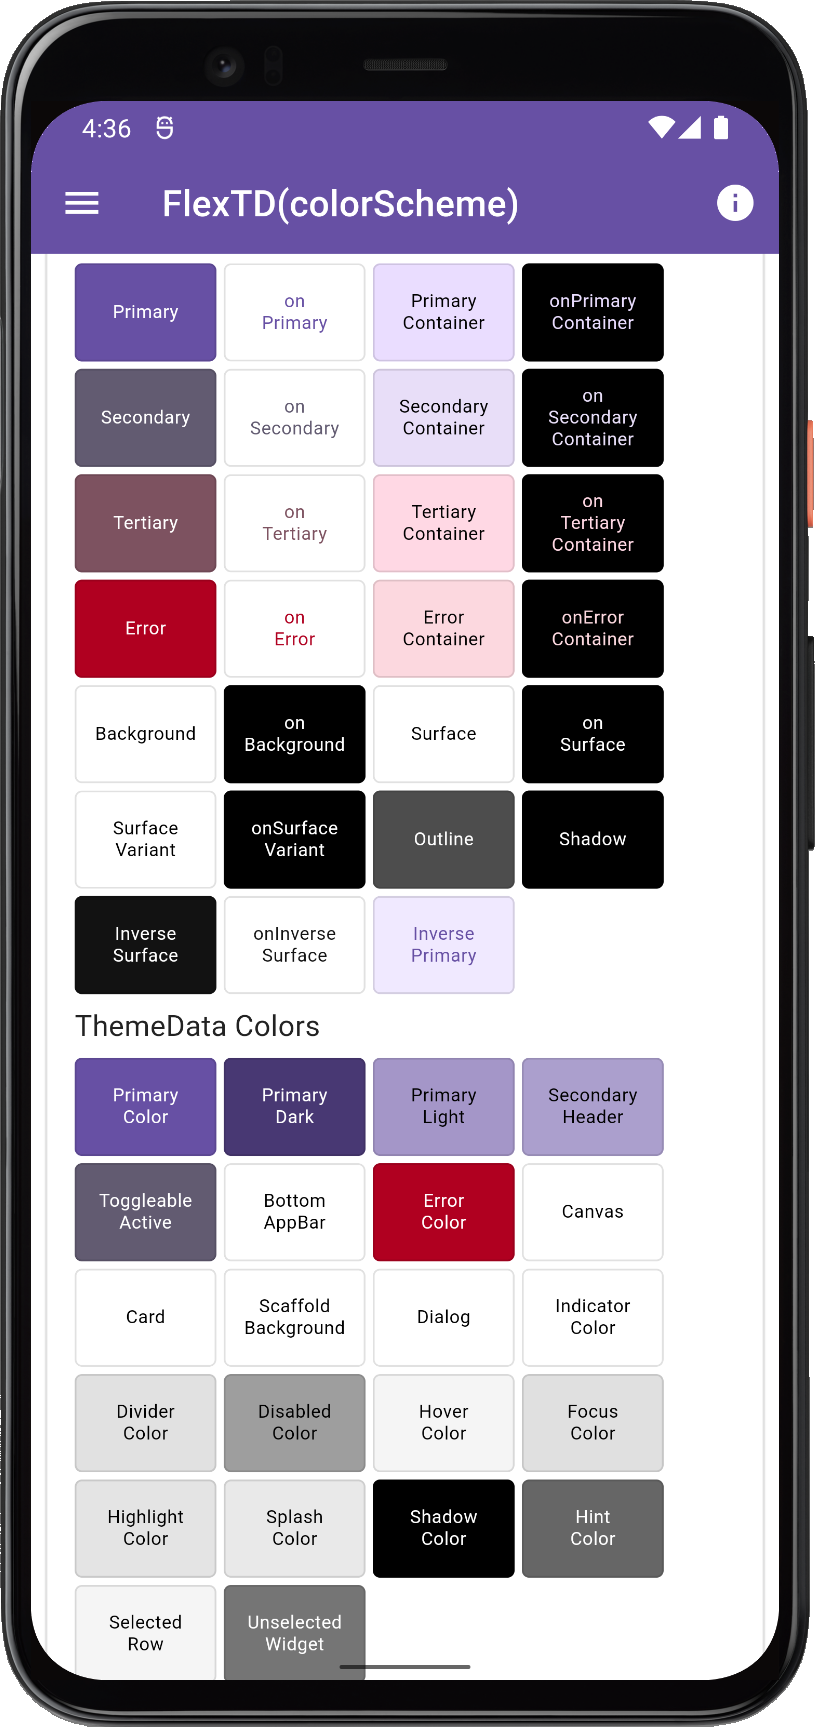 4:36
FlexTD(colorScheme)
Primary
on
Primary
Primary
Container
onPrimary
Container
Secondary
on
Secondary
Secondary
Container
on
Secondary
Container
Tertiary
on
Tertiary
Tertiary
Container
on
Tertiary
Container
Error
on
Error
Error
Container
onError
Container
Background
on
Background
Surface
on
Surface
Surface
Variant
onSurface
Variant
Outline
Shadow
Inverse
Surface
onInverse
Surface
Inverse
Primary
ThemeData Colors
Primary
Color
Primary
Dark
Primary
Light
Secondary
Header
Toggleable
Active
Bottom
AppBar
Error
Color
Canvas
Card
Scaffold
Background
Dialog
Indicator
Color
Divider
Color
Disabled
Color
Hover
Color
Focus
Color
Highlight
Color
Splash
Color
Shadow
Color
Hint
Color
Selected
Row
Unselected
Widget